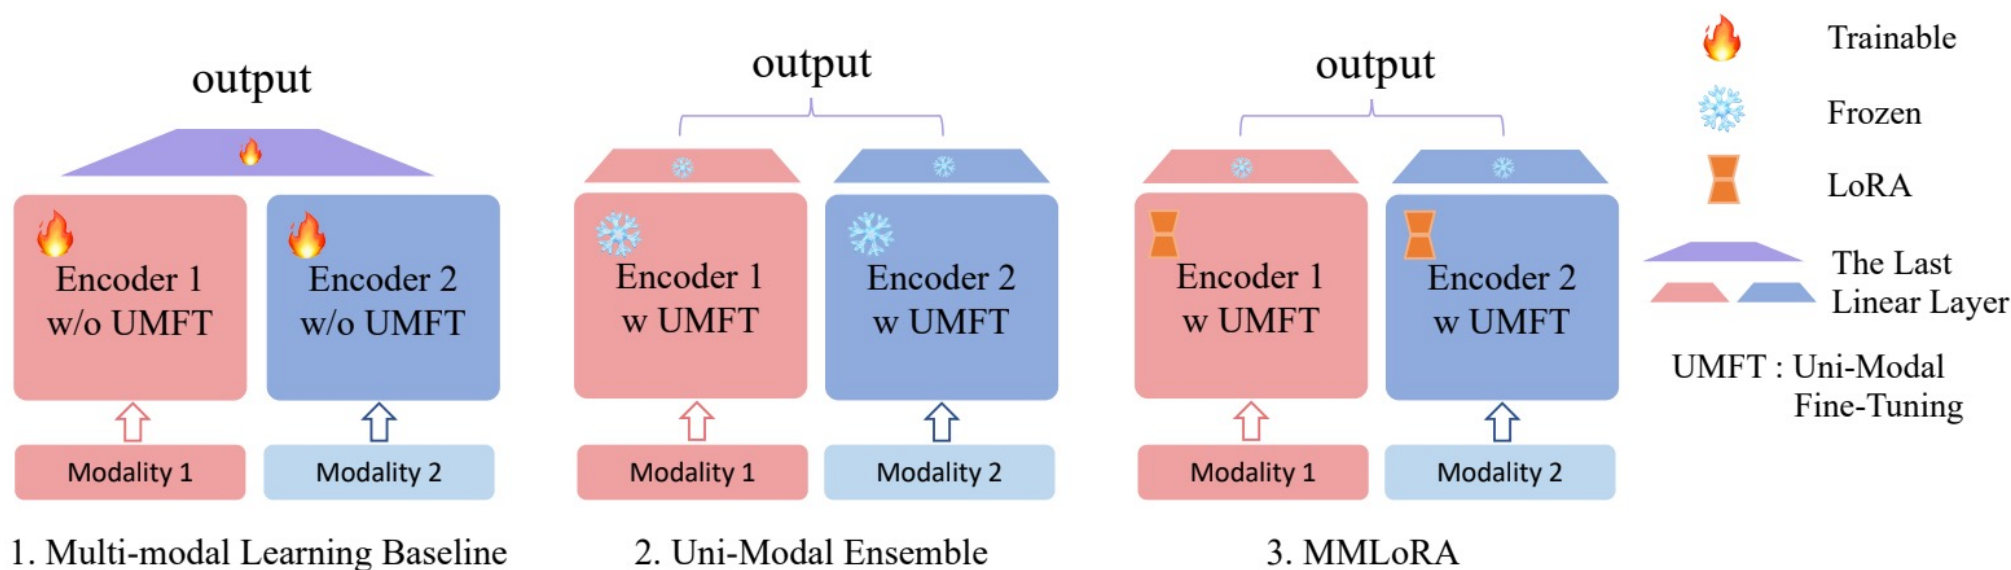 output
Encoder 1
w/o UMFT
Encoder 2
w/o UMFT
Modality 1
Modality 2
1. Multi-modal Learning Baseline
output
Encoder 1
w UMFT
Encoder 2
w UMFT
Modality 1
Modality 2
2. Uni-Modal Ensemble
output
Encoder 1
w UMFT
Encoder 2
w UMFT
Modality 1
Modality 2
3. MMLoRA
Trainable
Frozen
LoRA
The Last
Linear Layer
UMFT : Uni-Modal
Fine-Tuning